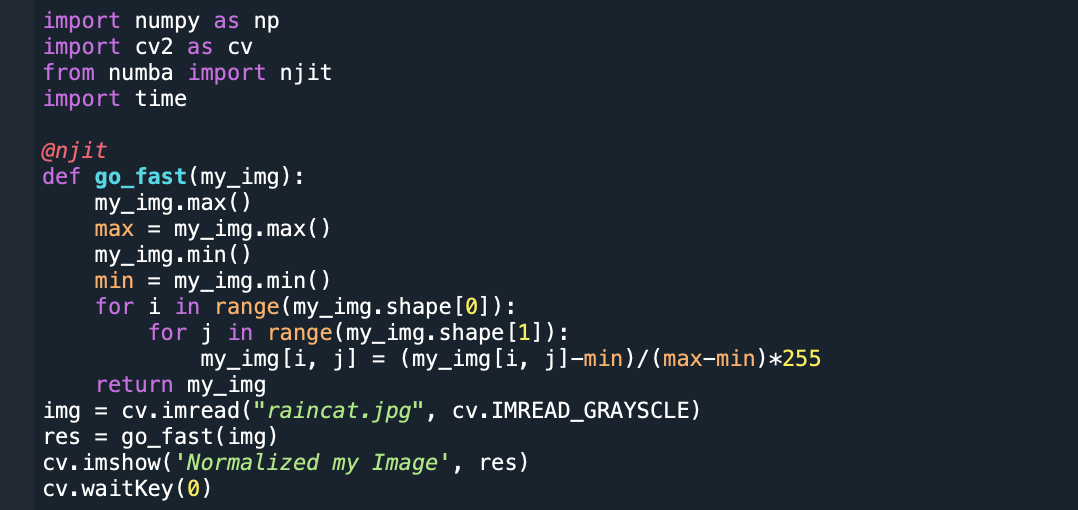 import numpy as np
import cv2 as cv
from numba import njit
import time

@njit
def go_fast(my_img):
    my_img.max()
    max = my_img.max()
    my_img.min()
    min = my_img.min()
    for i in range(my_img.shape[0]):
        for j in range(my_img.shape[1]):
            my_img[i, j] = (my_img[i, j]-min)/(max-min)*255
    return my_img
img = cv.imread("raincat.jpg", cv.IMREAD_GRAYSCLE)
res = go_fast(img)
cv.imshow('Normalized my Image', res)
cv.waitKey(0)